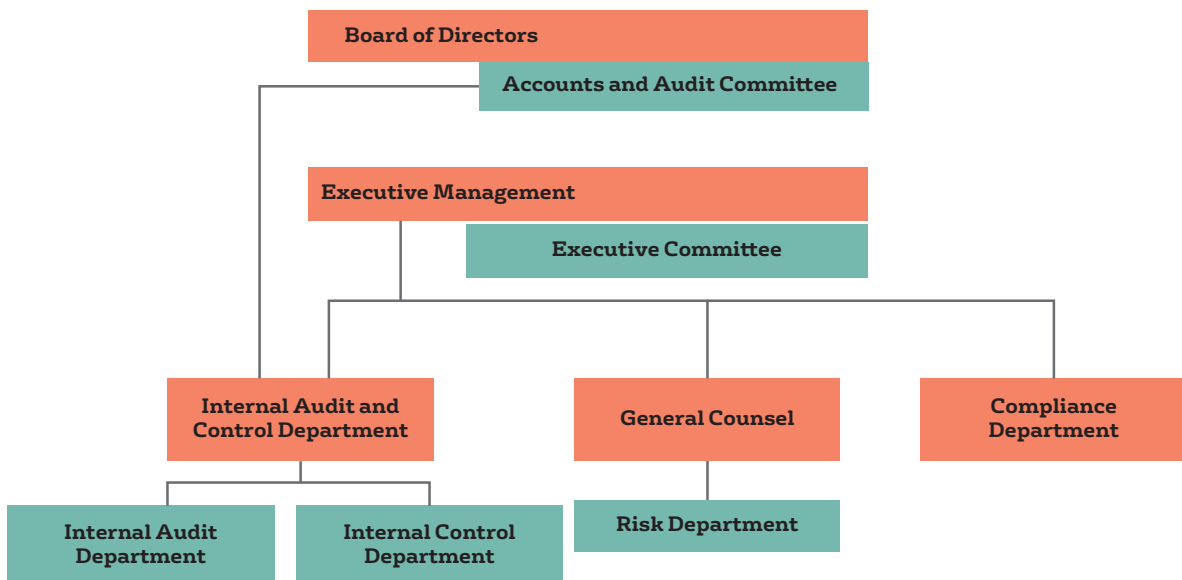 Board of Directors
Accounts and Audit Committee
Executive Management
Executive Committee
Internal Audit and
Control Department
General Counsel
Compliance
Department
Internal Audit
Department
Internal Control
Department
Risk Department